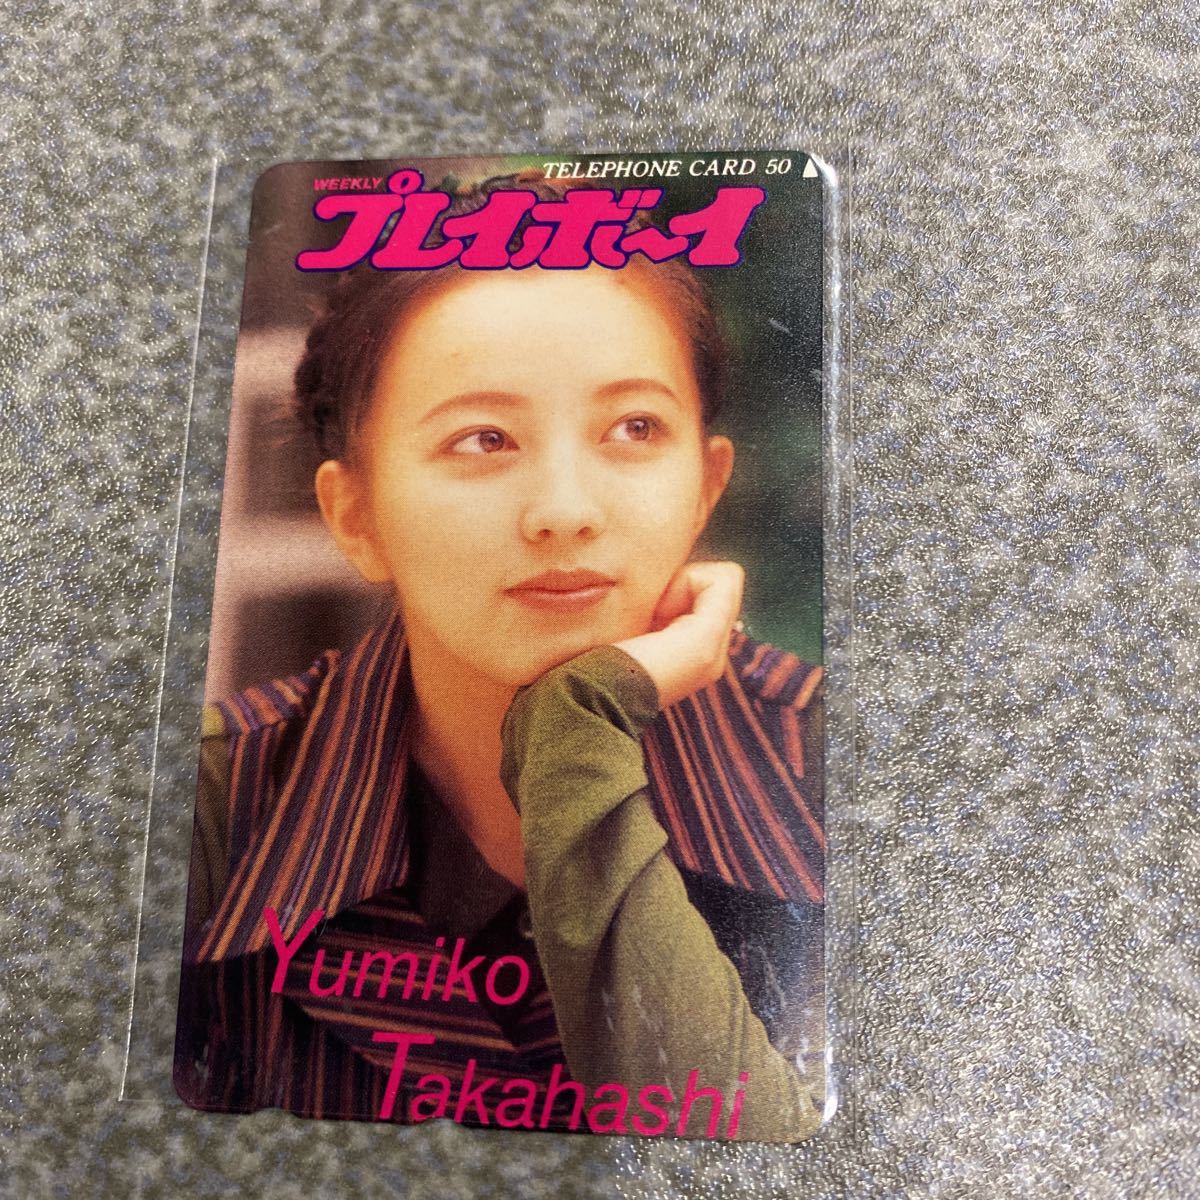 TELEPHONE CARD 50
WEEKLY
プレイボーイ
Yumiko
Takahashi